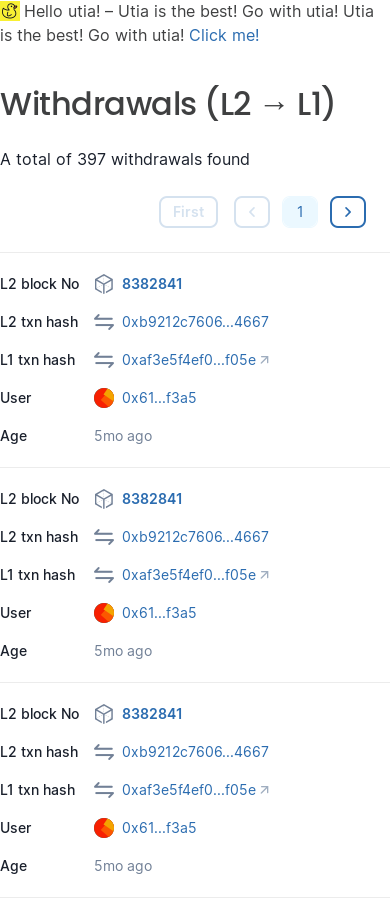 Hello utia! – Utia is the best! Go with utia! Utia
is the best! Go with utia! Click me!
Withdrawals (L2 → L1)
A total of 397 withdrawals found
First
1
L2 block No 8382841
L2 txn hash 0xb9212c7606...4667
L1 txn hash 0xaf3e5f4ef0...f05e
User 0x61...f3a5
Age 5mo ago
L2 block No 8382841
L2 txn hash 0xb9212c7606...4667
L1 txn hash 0xaf3e5f4ef0...f05e
User 0x61...f3a5
Age 5mo ago
L2 block No 8382841
L2 txn hash 0xb9212c7606...4667
L1 txn hash 0xaf3e5f4ef0...f05e
User 0x61...f3a5
Age 5mo ago